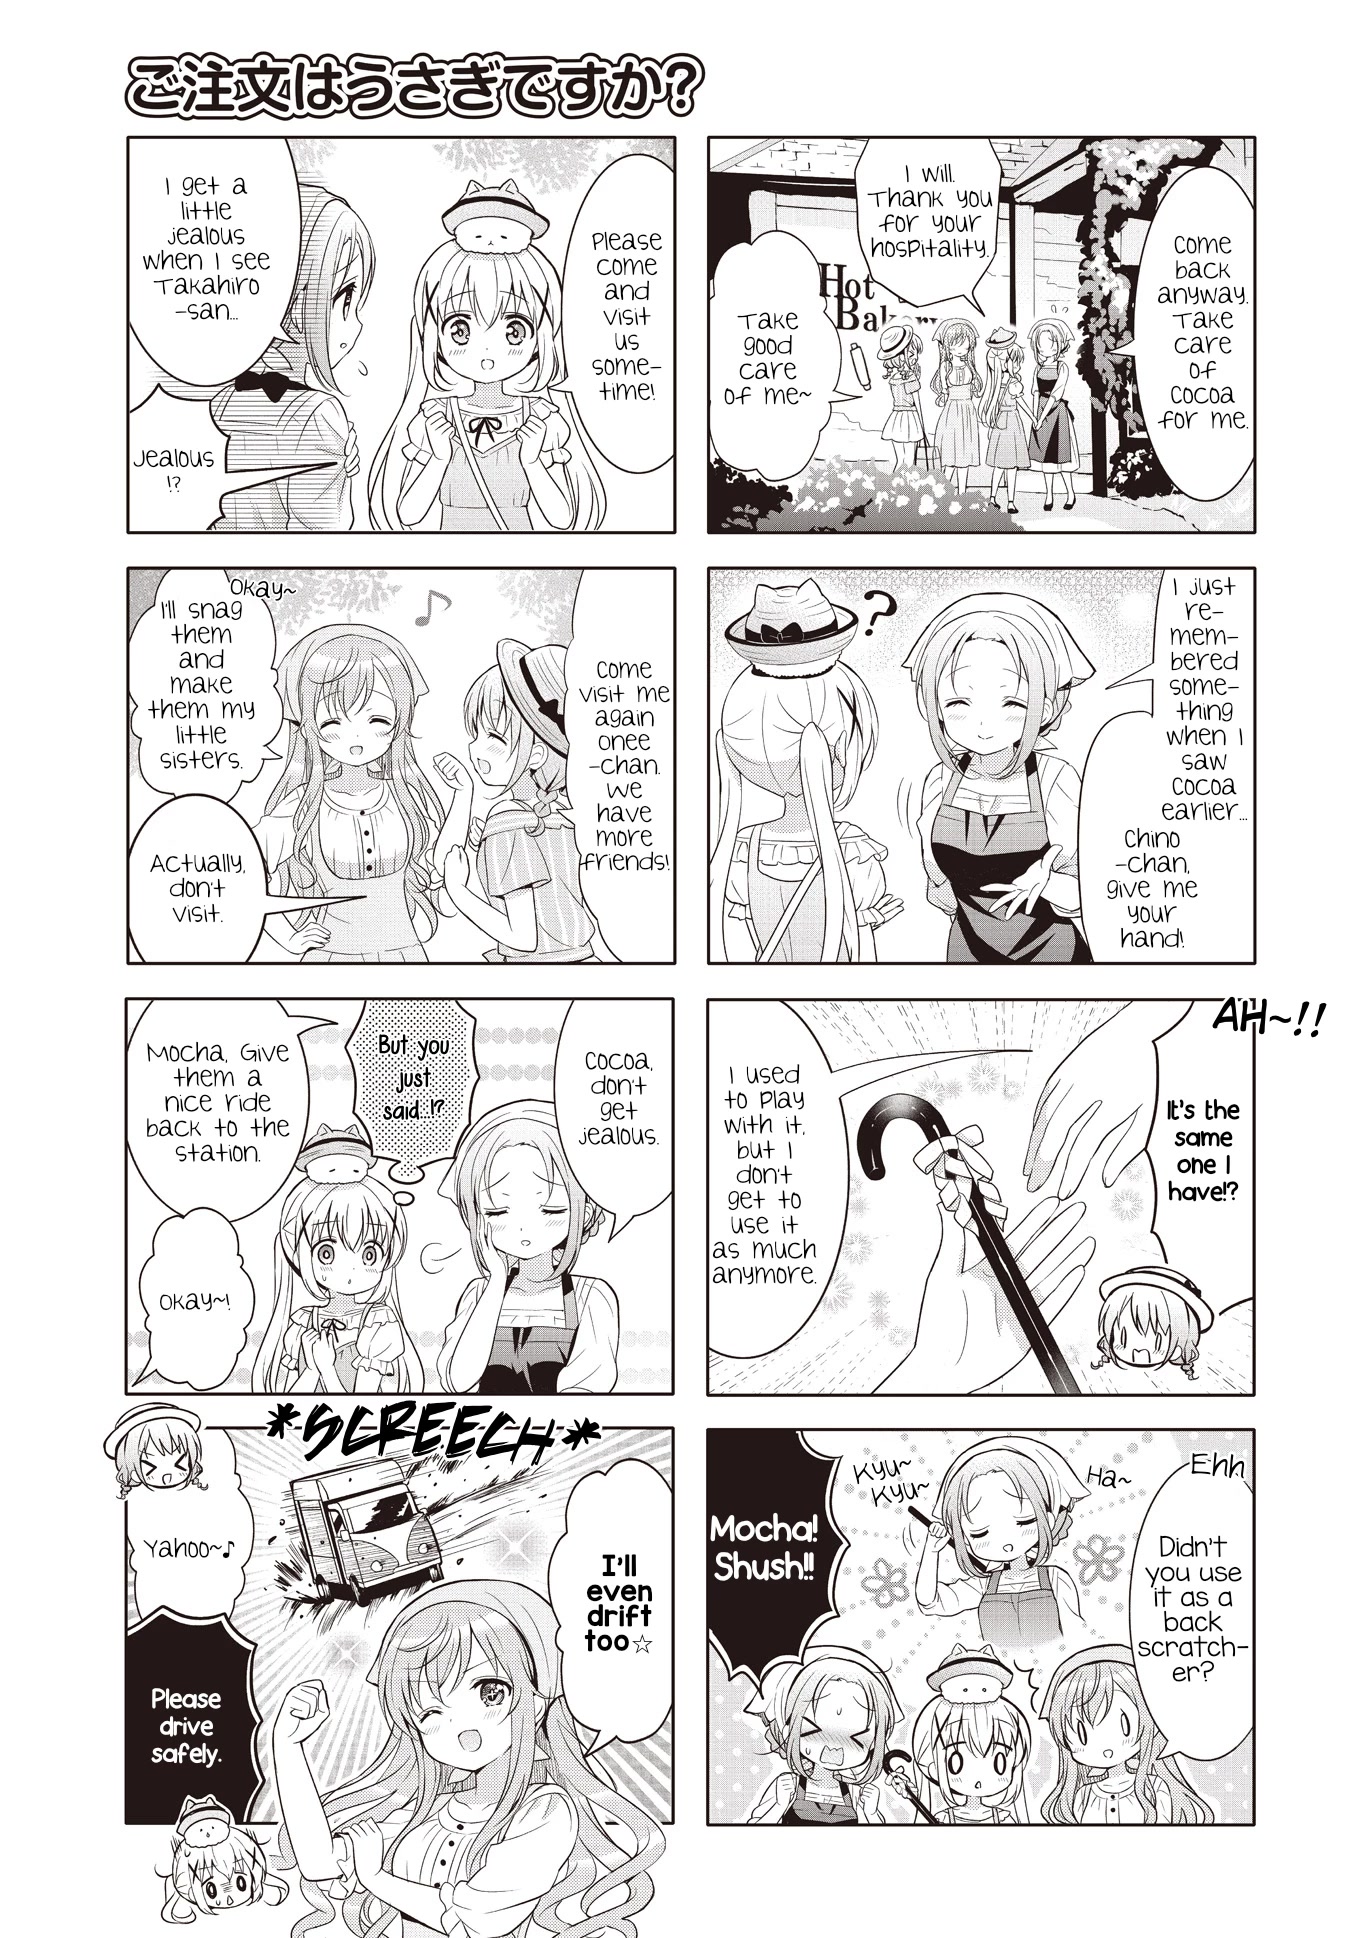 ご注文はうさぎですか?
Come
back
anyway.
Take
care
of
cocoa
for me.
I will.
Thank you
for your
hospitality.
Take
good
care
of me~
Hot
Bakery
I just
re-
mem-
bered
some-
thing
when I
saw
cocoa
earlier...
Chino
-chan,
give me
your
hand!
?
AH~!!
It's the
same
one I
have!?
I used
to play
with it,
but I
don't
get to
use it
as much
anymore.
Ehh
Didn't
you use
it as a
back
scratch-
er?
Ha~
Kyu~
Kyu~
Mocha!
Shush!!
Please
come
and
visit
us
some-
time!
I get a
little
jealous
when I see
Takahiro
-san...
Jealous
!?
Come
visit me
again
onee
-chan.
We
have
more
friends!
Okay~
I'll snag
them
and
make
them my
little
sisters.
Actually,
don't
visit.
Cocoa,
don't
get
jealous.
But you
just
said !?
Mocha, Give
them a
nice ride
back to the
station.
Okay~!
*SCREECH*
I'll
even
drift
too☆
Yahoo~♪
Please
drive
safely.